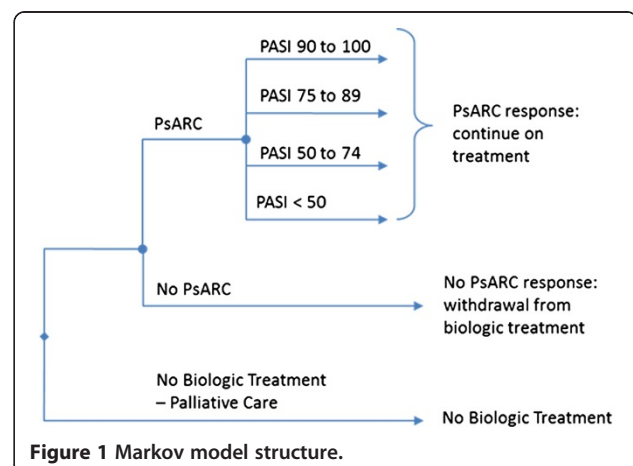 PASI 90 to 100
PASI 75 to 89
PsARC
PASI 50 to 74
PASI < 50
PsARC response:
continue on
treatment
No PsARC
No PsARC response:
withdrawal from
biologic treatment
No Biologic Treatment
– Palliative Care
No Biologic Treatment
Figure 1 Markov model structure.